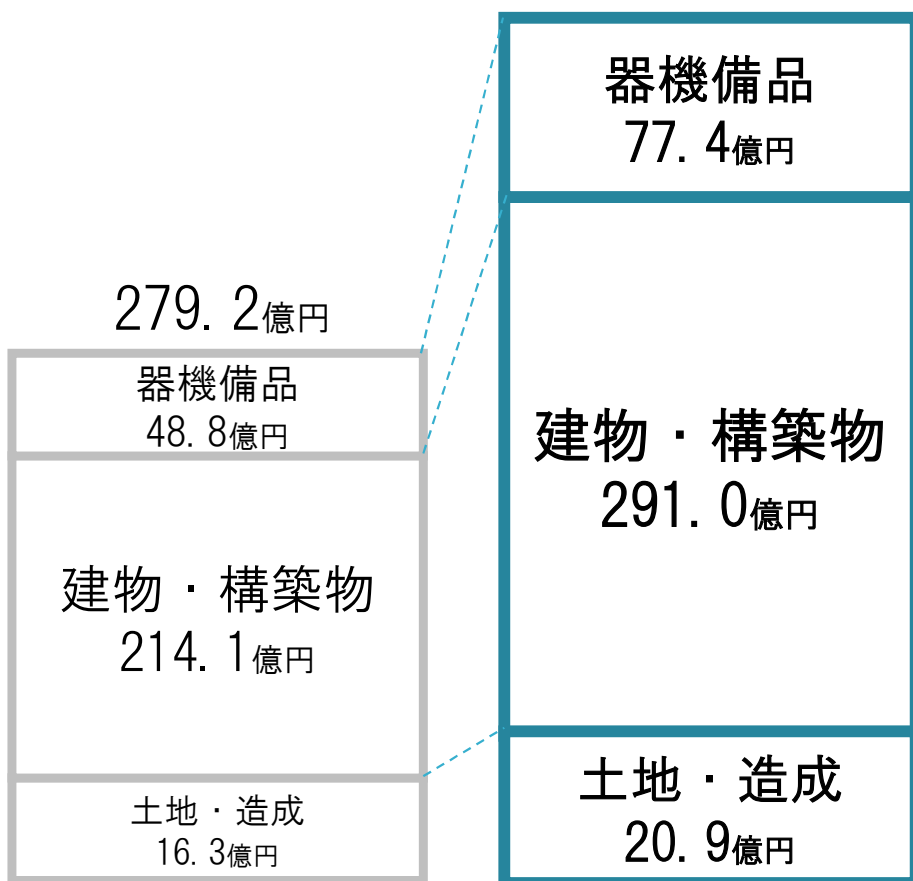 279.2億円
器機備品
48.8億円
建物・構築物
214.1億円
土地・造成
16.3億円
器機備品
77.4億円
建物・構築物
291.0億円
土地・造成
20.9億円